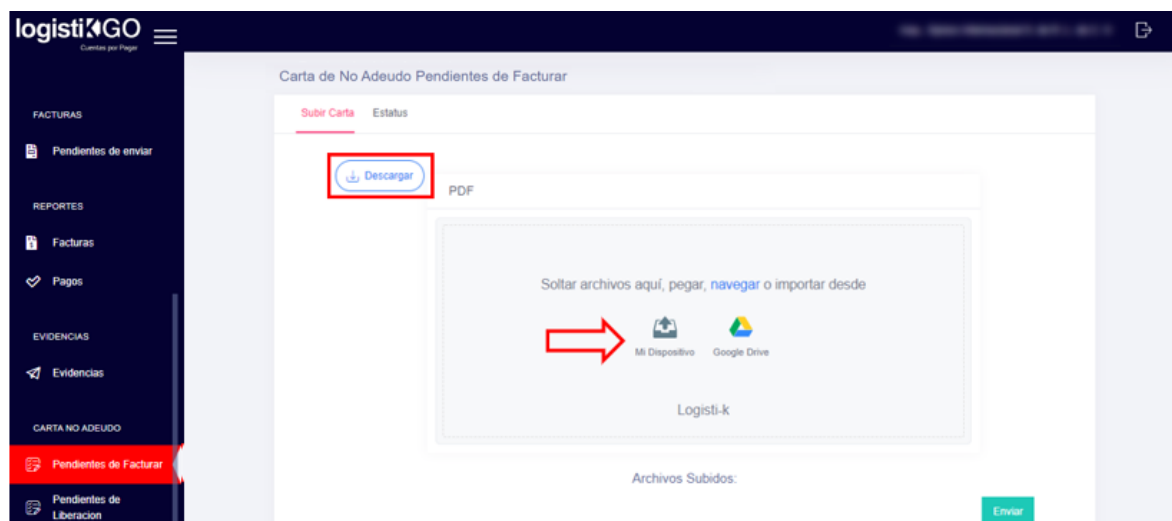 logistikGO
Cuentas por Pagar
FACTURAS
Pendientes de enviar
REPORTES
Facturas
Pagos
EVIDENCIAS
Evidencias
CARTA NO ADEUDO
Pendientes de Facturar
Pendientes de
Liberacion
Carta de No Adeudo Pendientes de Facturar
Subir Carta Estatus
Descargar
PDF
Soltar archivos aquí, pegar, navegar o importar desde
Mi Dispositivo Google Drive
Logisti-k
Archivos Subidos:
Enviar